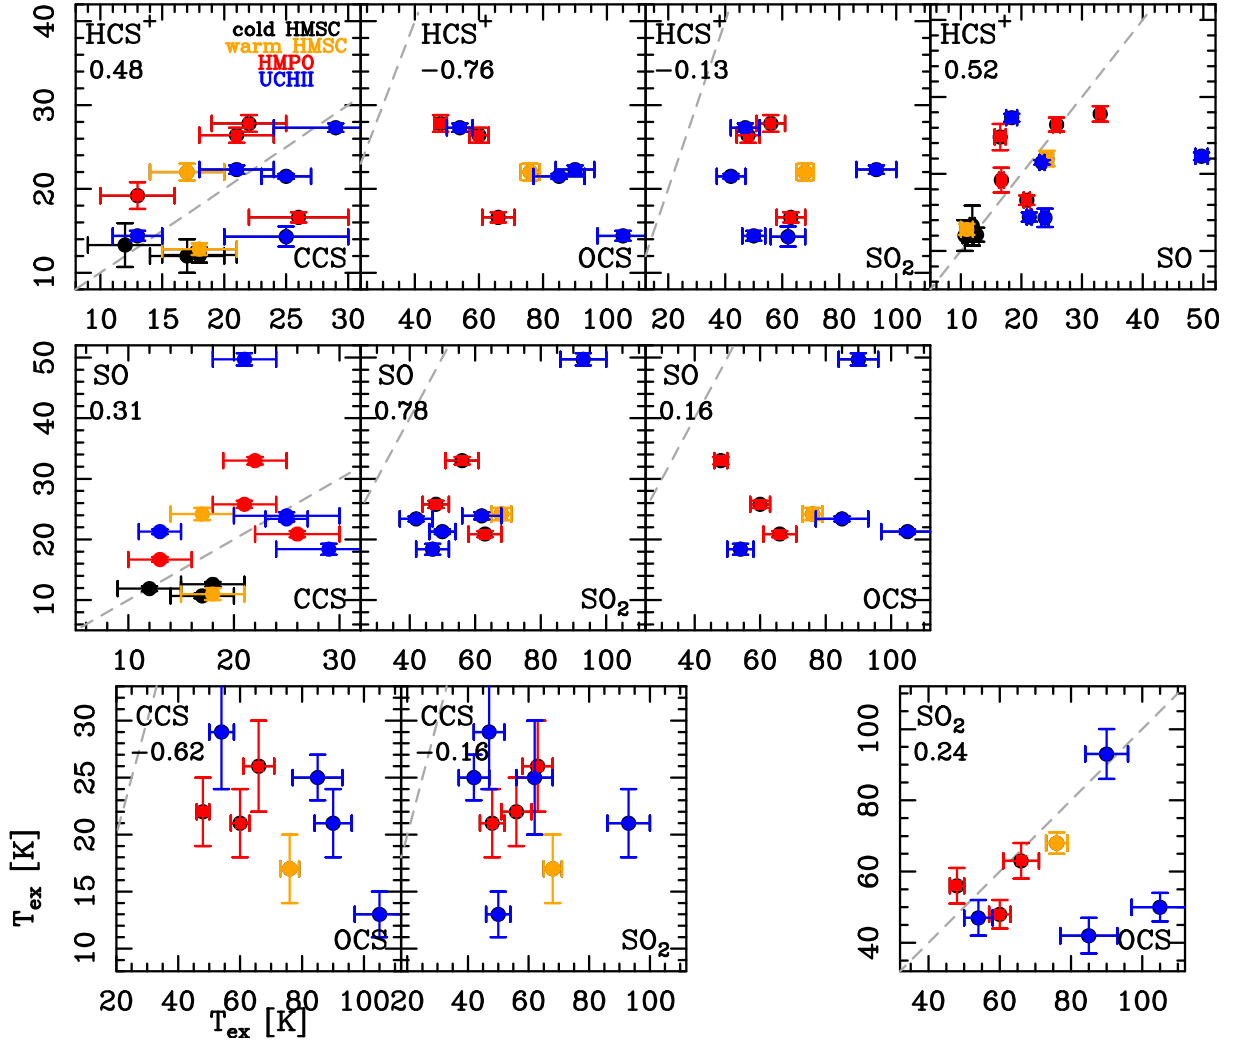 HCS+ HCS+ HCS+ HCS+
0.48 −0.76 −0.13 0.52
cold HMSC
warm HMSC
HMPO
UCHII
40
30
20
10
CCS OCS SO2 SO
10 15 20 25 30 40 60 80 100 20 40 60 80 100 10 20 30 40 50
SO SO SO
0.31 0.78 0.16
50
40
30
20
10
CCS SO2 OCS
10 20 30 40 60 80 100 40 60 80 100
CCS CCS SO2
−0.62 −0.16 0.24
30
25
20
15
10
100
80
60
40
Tex [K]
OCS SO2 OCS
20 40 60 80 100 20 40 60 80 100 40 60 80 100
Tex [K]